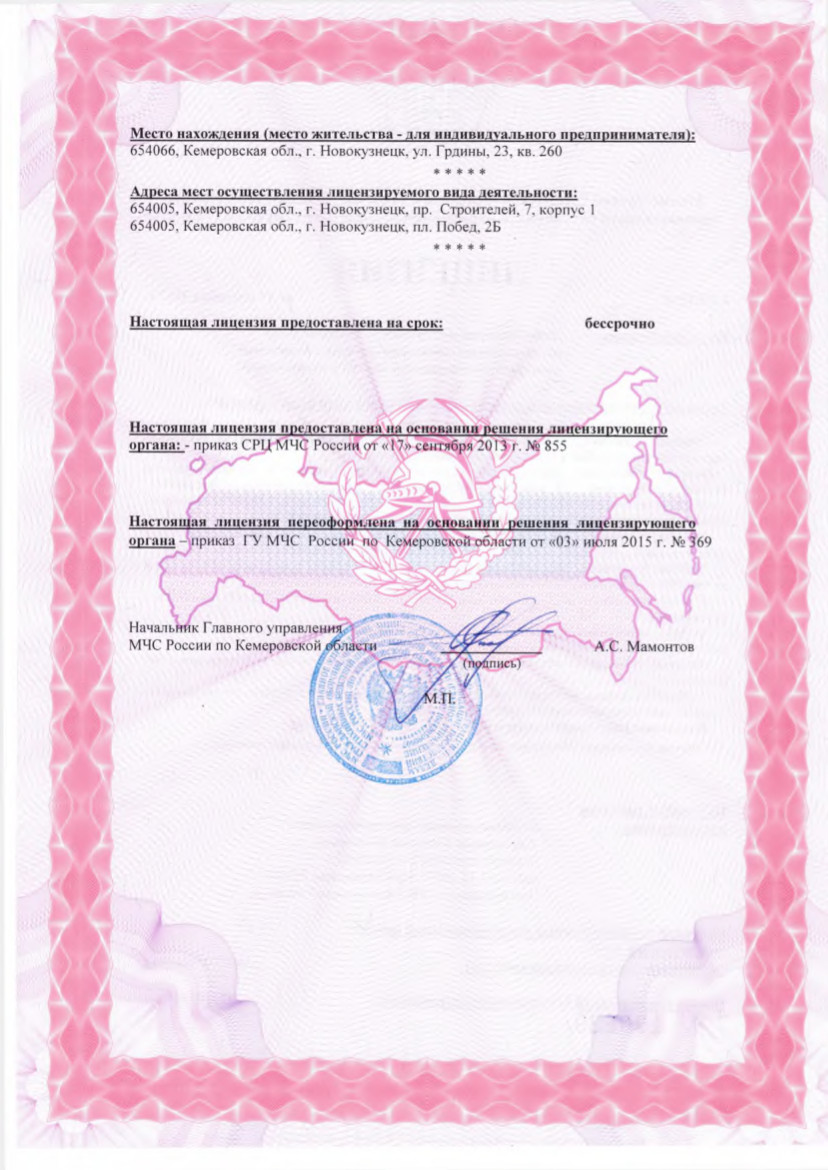 Место нахождения (место жительства - для индивидуального предпринимателя):
654066, Кемеровская обл., г. Новокузнецк, ул. Грдины, 23, кв. 260
* * * * *
Адреса мест осуществления лицензируемого вида деятельности:
654005, Кемеровская обл., г. Новокузнецк, пр. Строителей, 7, корпус 1
654005, Кемеровская обл., г. Новокузнецк, пл. Побед, 2Б
* * * * *
Настоящая лицензия предоставлена на срок: бессрочно
Настоящая лицензия предоставлена на основании решения лицензирующего
органа: - приказ СРЦ МЧС России от «17» сентября 2013 г. № 855
Настоящая лицензия переоформлена на основании решения лицензирующего
органа – приказ ГУ МЧС России по Кемеровской области от «03» июля 2015 г. № 369
Начальник Главного управления
МЧС России по Кемеровской области А.С. Мамонтов
(подпись)
М.П.